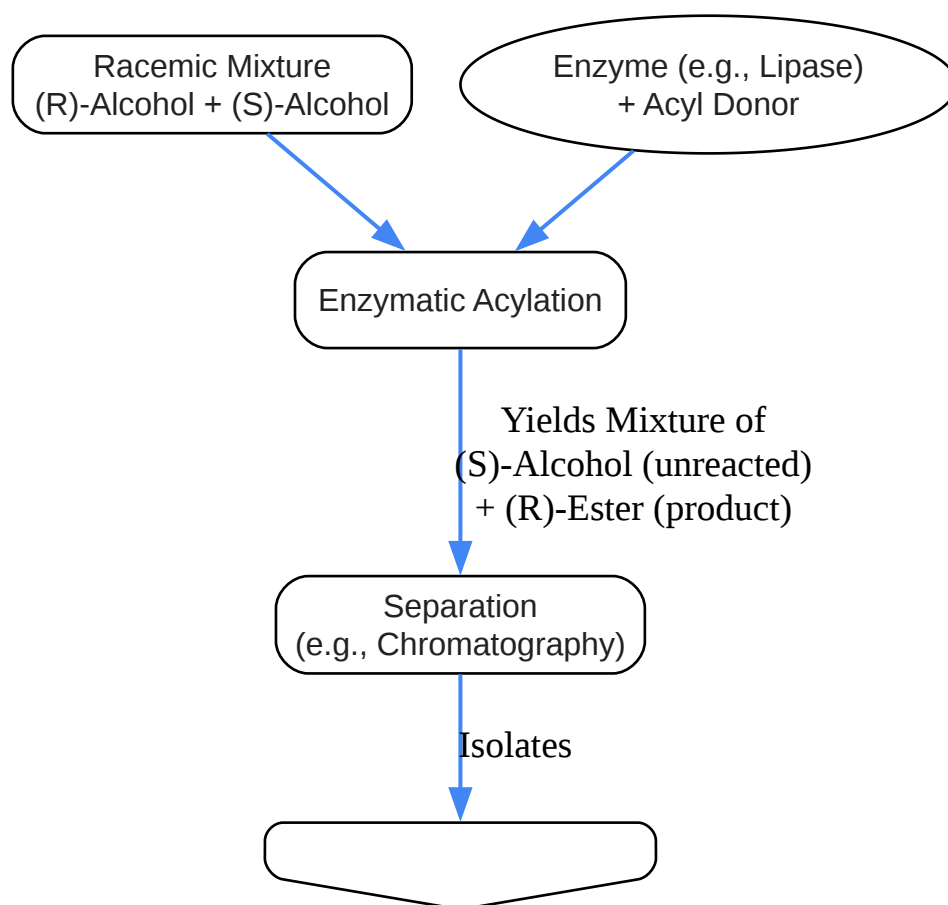 Racemic Mixture
(R)-Alcohol + (S)-Alcohol
Enzyme (e.g., Lipase)
+ Acyl Donor
Enzymatic Acylation
Yields Mixture of
(S)-Alcohol (unreacted)
+ (R)-Ester (product)
Separation
(e.g., Chromatography)
Isolates